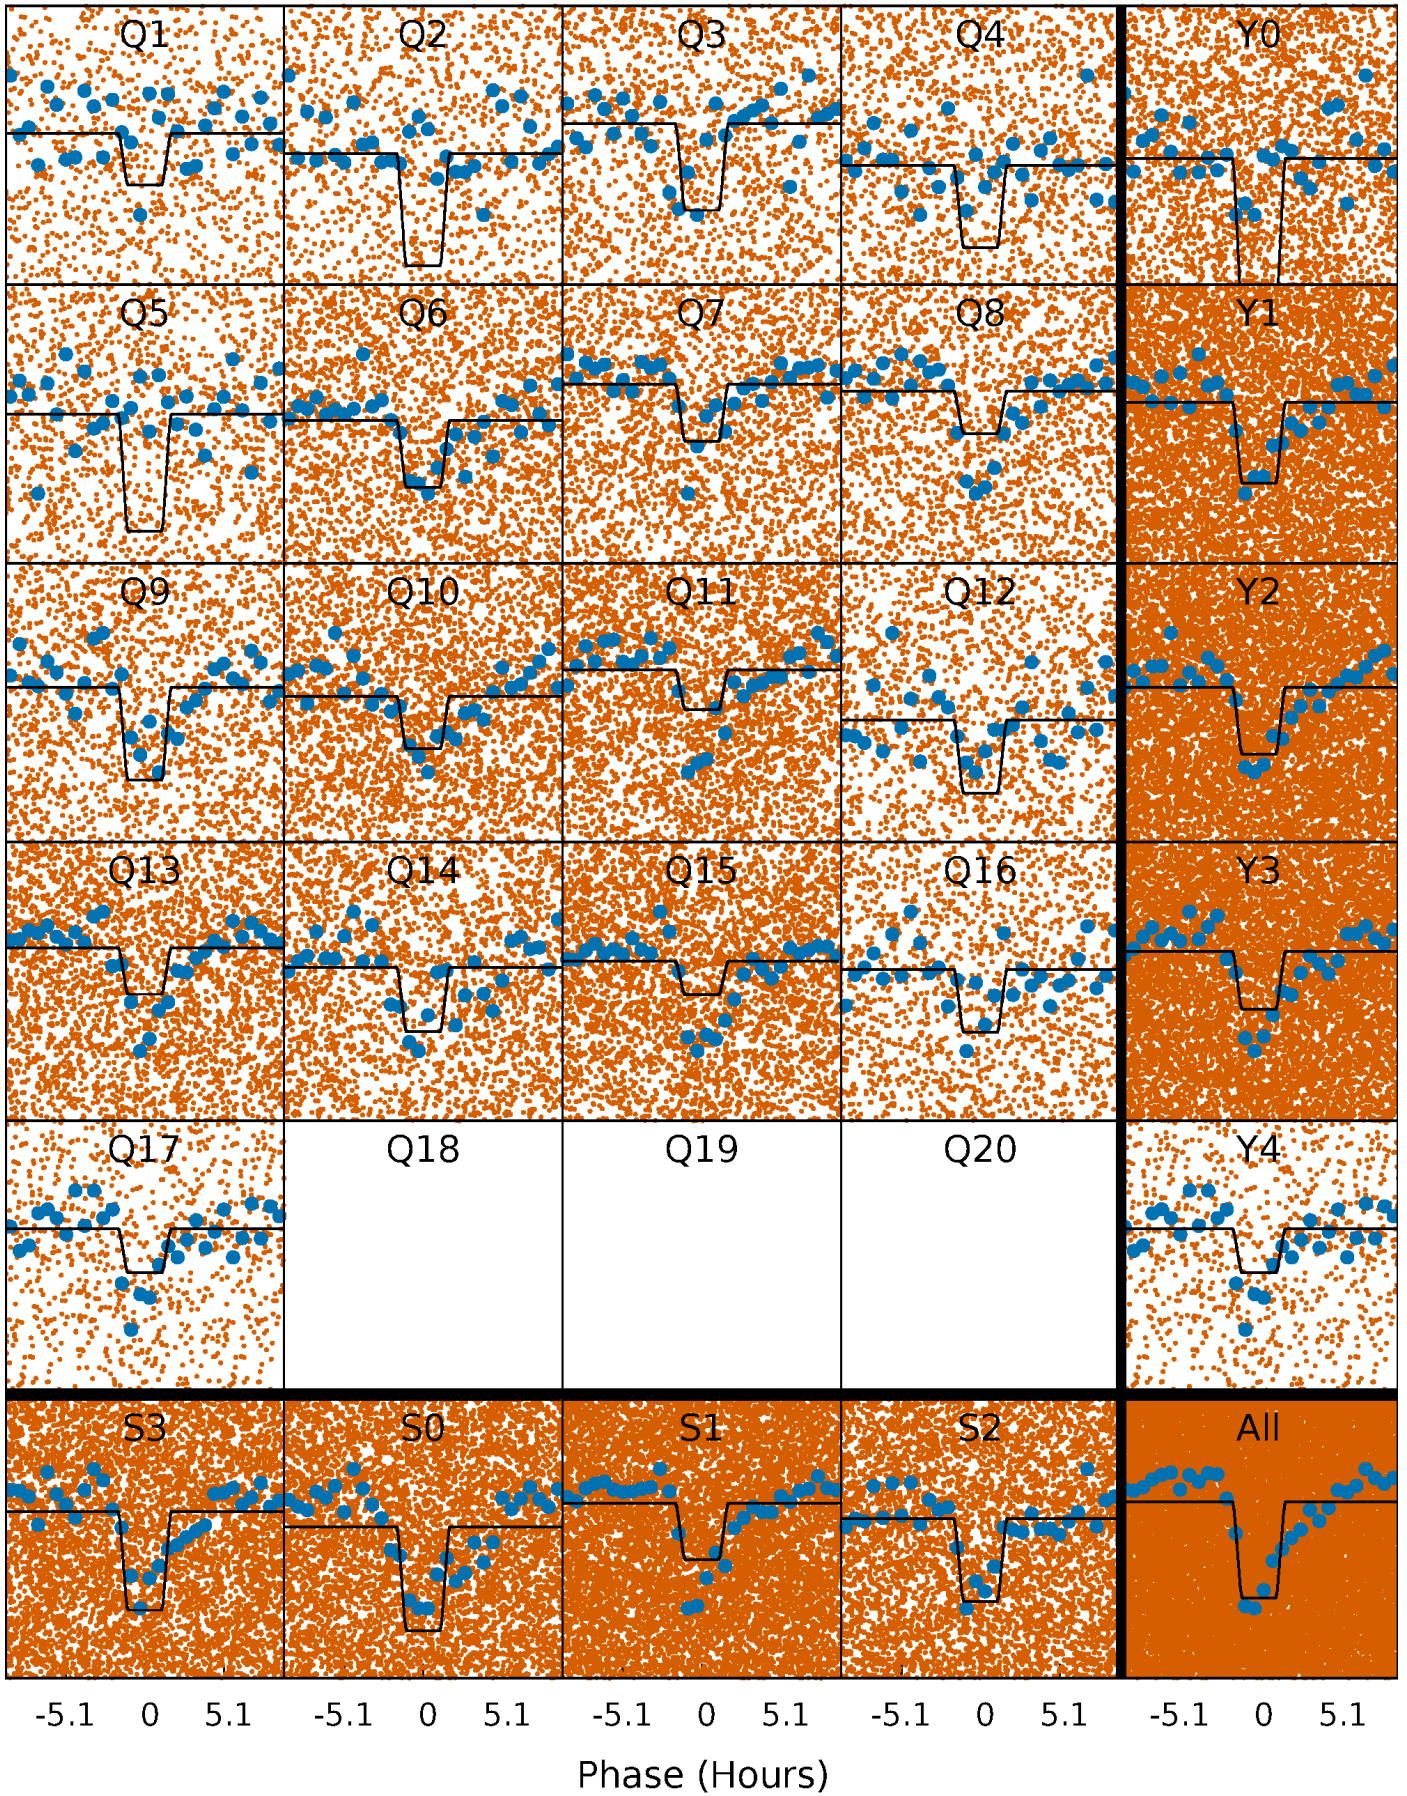 Q1 Q2 Q3 Q4 Y0
Q5 Q6 Q7 Q8 Y1
Q9 Q10 Q11 Q12 Y2
Q13 Q14 Q15 Q16 Y3
Q17 Q18 Q19 Q20 Y4
S3 S0 S1 S2 All
-5.1 0 5.1 -5.1 0 5.1 -5.1 0 5.1 -5.1 0 5.1 -5.1 0 5.1
Phase (Hours)